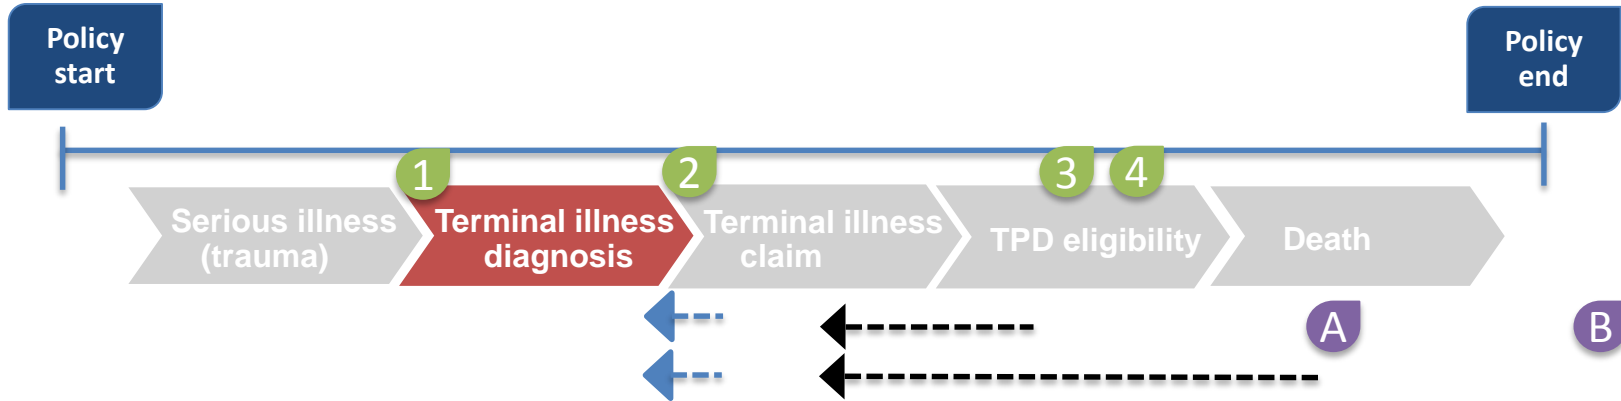 Policy
start
Policy
end
1
2
3
4
Serious illness
(trauma)
Terminal illness
diagnosis
Terminal illness
claim
TPD eligibility
Death
A
B